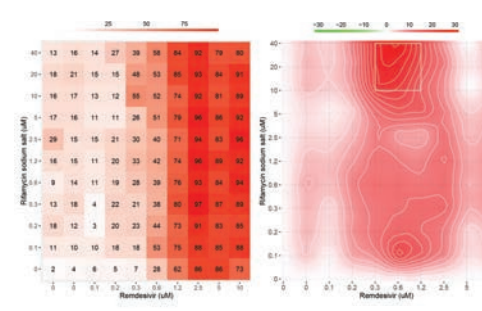 25 50 75
40 13 16 14 27 39 58 84 92 79 80
20 18 21 15 15 48 53 85 93 84 91
10 16 17 13 12 55 52 74 92 81 89
5 17 16 11 11 26 51 79 96 86 92
2.5 29 15 15 21 30 40 71 94 83 96
1.2 16 15 11 20 33 42 74 96 89 92
0.6 9 14 11 19 28 39 76 93 84 84
0.3 13 18 4 22 21 38 80 97 87 89
0.2 18 12 3 20 23 44 73 91 83 85
0.1 11 10 10 18 18 53 75 88 85 88
0 2 4 6 5 7 28 62 86 86 73
0 0 0.1 0.2 0.3 0.6 1.2 2.5 5 10
Remdesivir (uM)
Rifamycin sodium salt (uM)
−30 −20 −10 0 10 20 30
40
20
10
5
2.5
1.2
0.6
0.3
0.2
0.1
0
0 0 0.1 0.2 0.3 0.6 1.2 2.5 5
Remdesivir (uM)
Rifamycin sodium salt (uM)